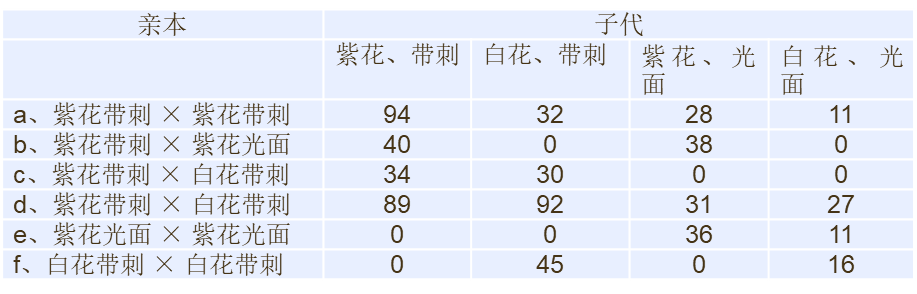 亲本 子代
紫花、带刺 白花、带刺 紫花、光面 白花、光面
a、紫花带刺 × 紫花带刺 94 32 28 11
b、紫花带刺 × 紫花光面 40 0 38 0
c、紫花带刺 × 白花带刺 34 30 0 0
d、紫花带刺 × 白花带刺 89 92 31 27
e、紫花光面 × 紫花光面 0 0 36 11
f、白花带刺 × 白花带刺 0 45 0 16